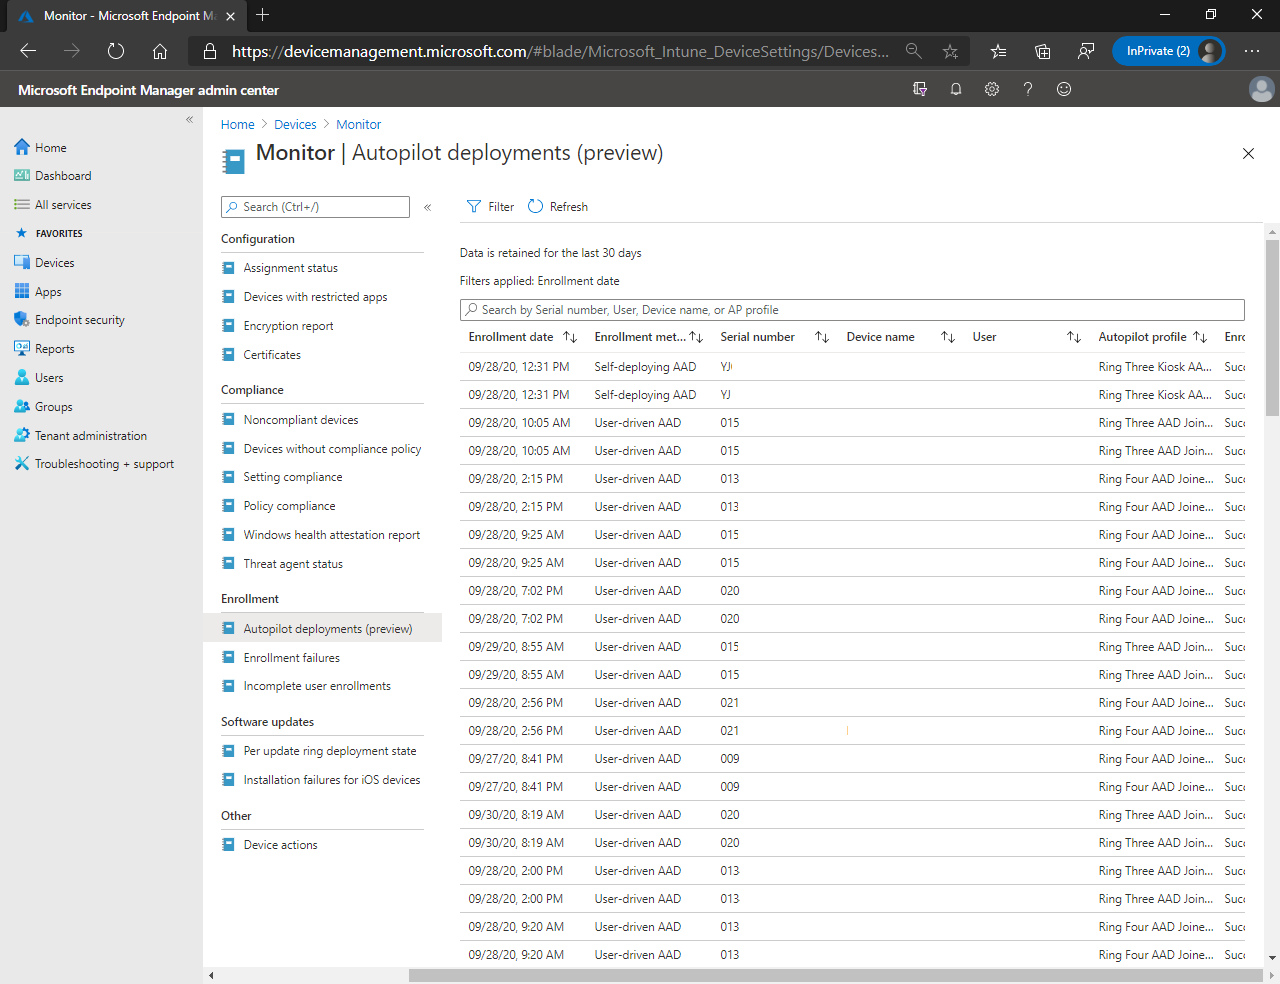 Monitor - Microsoft Endpoint Ma
https://devicemanagement.microsoft.com/#blade/Microsoft_Intune_DeviceSettings/Devices...
InPrivate (2)
Microsoft Endpoint Manager admin center
Home
Dashboard
All services
FAVORITES
Devices
Apps
Endpoint security
Reports
Users
Groups
Tenant administration
Troubleshooting + support
Home > Devices > Monitor
Monitor | Autopilot deployments (preview)
Search (Ctrl+/)
Configuration
Assignment status
Devices with restricted apps
Encryption report
Certificates
Compliance
Noncompliant devices
Devices without compliance policy
Setting compliance
Policy compliance
Windows health attestation report
Threat agent status
Enrollment
Autopilot deployments (preview)
Enrollment failures
Incomplete user enrollments
Software updates
Per update ring deployment state
Installation failures for iOS devices
Other
Device actions
Filter Refresh
Data is retained for the last 30 days
Filters applied: Enrollment date
Search by Serial number, User, Device name, or AP profile
Enrollment date Enrollment met... Serial number Device name User Autopilot profile Enro
09/28/20, 12:31 PM Self-deploying AAD YJ Ring Three Kiosk AA... Succ
09/28/20, 12:31 PM Self-deploying AAD YJ Ring Three Kiosk AA... Succ
09/28/20, 10:05 AM User-driven AAD 015 Ring Three AAD Join... Succ
09/28/20, 10:05 AM User-driven AAD 015 Ring Three AAD Join... Succ
09/28/20, 2:15 PM User-driven AAD 013 Ring Four AAD Joine... Succ
09/28/20, 2:15 PM User-driven AAD 013 Ring Four AAD Joine... Succ
09/28/20, 9:25 AM User-driven AAD 015 Ring Four AAD Joine... Succ
09/28/20, 9:25 AM User-driven AAD 015 Ring Four AAD Joine... Succ
09/28/20, 7:02 PM User-driven AAD 020 Ring Four AAD Joine... Succ
09/28/20, 7:02 PM User-driven AAD 020 Ring Four AAD Joine... Succ
09/29/20, 8:55 AM User-driven AAD 015 Ring Three AAD Join... Succ
09/29/20, 8:55 AM User-driven AAD 015 Ring Three AAD Join... Succ
09/28/20, 2:56 PM User-driven AAD 021 Ring Four AAD Joine... Succ
09/28/20, 2:56 PM User-driven AAD 021 Ring Four AAD Joine... Succ
09/27/20, 8:41 PM User-driven AAD 009 Ring Four AAD Joine... Succ
09/27/20, 8:41 PM User-driven AAD 009 Ring Four AAD Joine... Succ
09/30/20, 8:19 AM User-driven AAD 020 Ring Three AAD Join... Succ
09/30/20, 8:19 AM User-driven AAD 020 Ring Three AAD Join... Succ
09/28/20, 2:00 PM User-driven AAD 013 Ring Three AAD Join... Succ
09/28/20, 2:00 PM User-driven AAD 013 Ring Three AAD Join... Succ
09/28/20, 9:20 AM User-driven AAD 013 Ring Four AAD Joine... Succ
09/28/20, 9:20 AM User-driven AAD 013 Ring Four AAD Joine... Succ